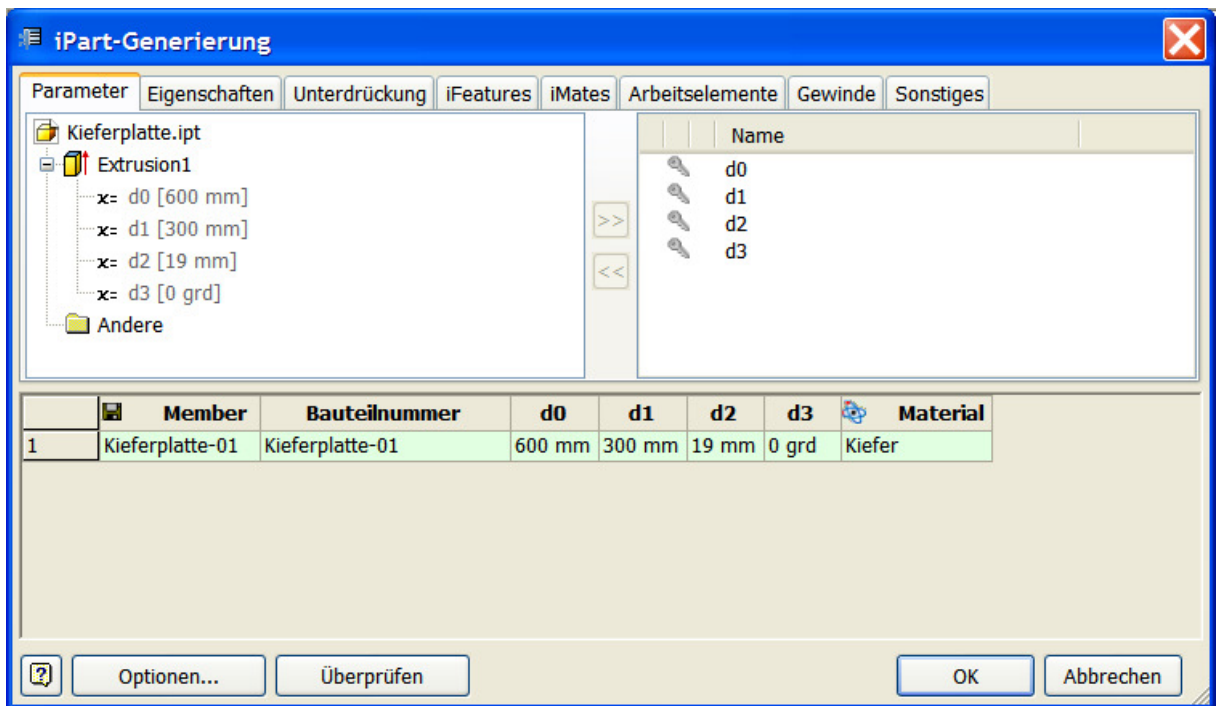 iPart-Generierung
Parameter Eigenschaften Unterdrückung iFeatures iMates Arbeitselemente Gewinde Sonstiges
Kieferplatte.ipt
Extrusion1
x= d0 [600 mm]
x= d1 [300 mm]
x= d2 [19 mm]
x= d3 [0 grd]
Andere
>>
<<
Name
d0
d1
d2
d3
Member Bauteilnummer d0 d1 d2 d3 Material
1 Kieferplatte-01 Kieferplatte-01 600 mm 300 mm 19 mm 0 grd Kiefer
? Optionen... Überprüfen OK Abbrechen